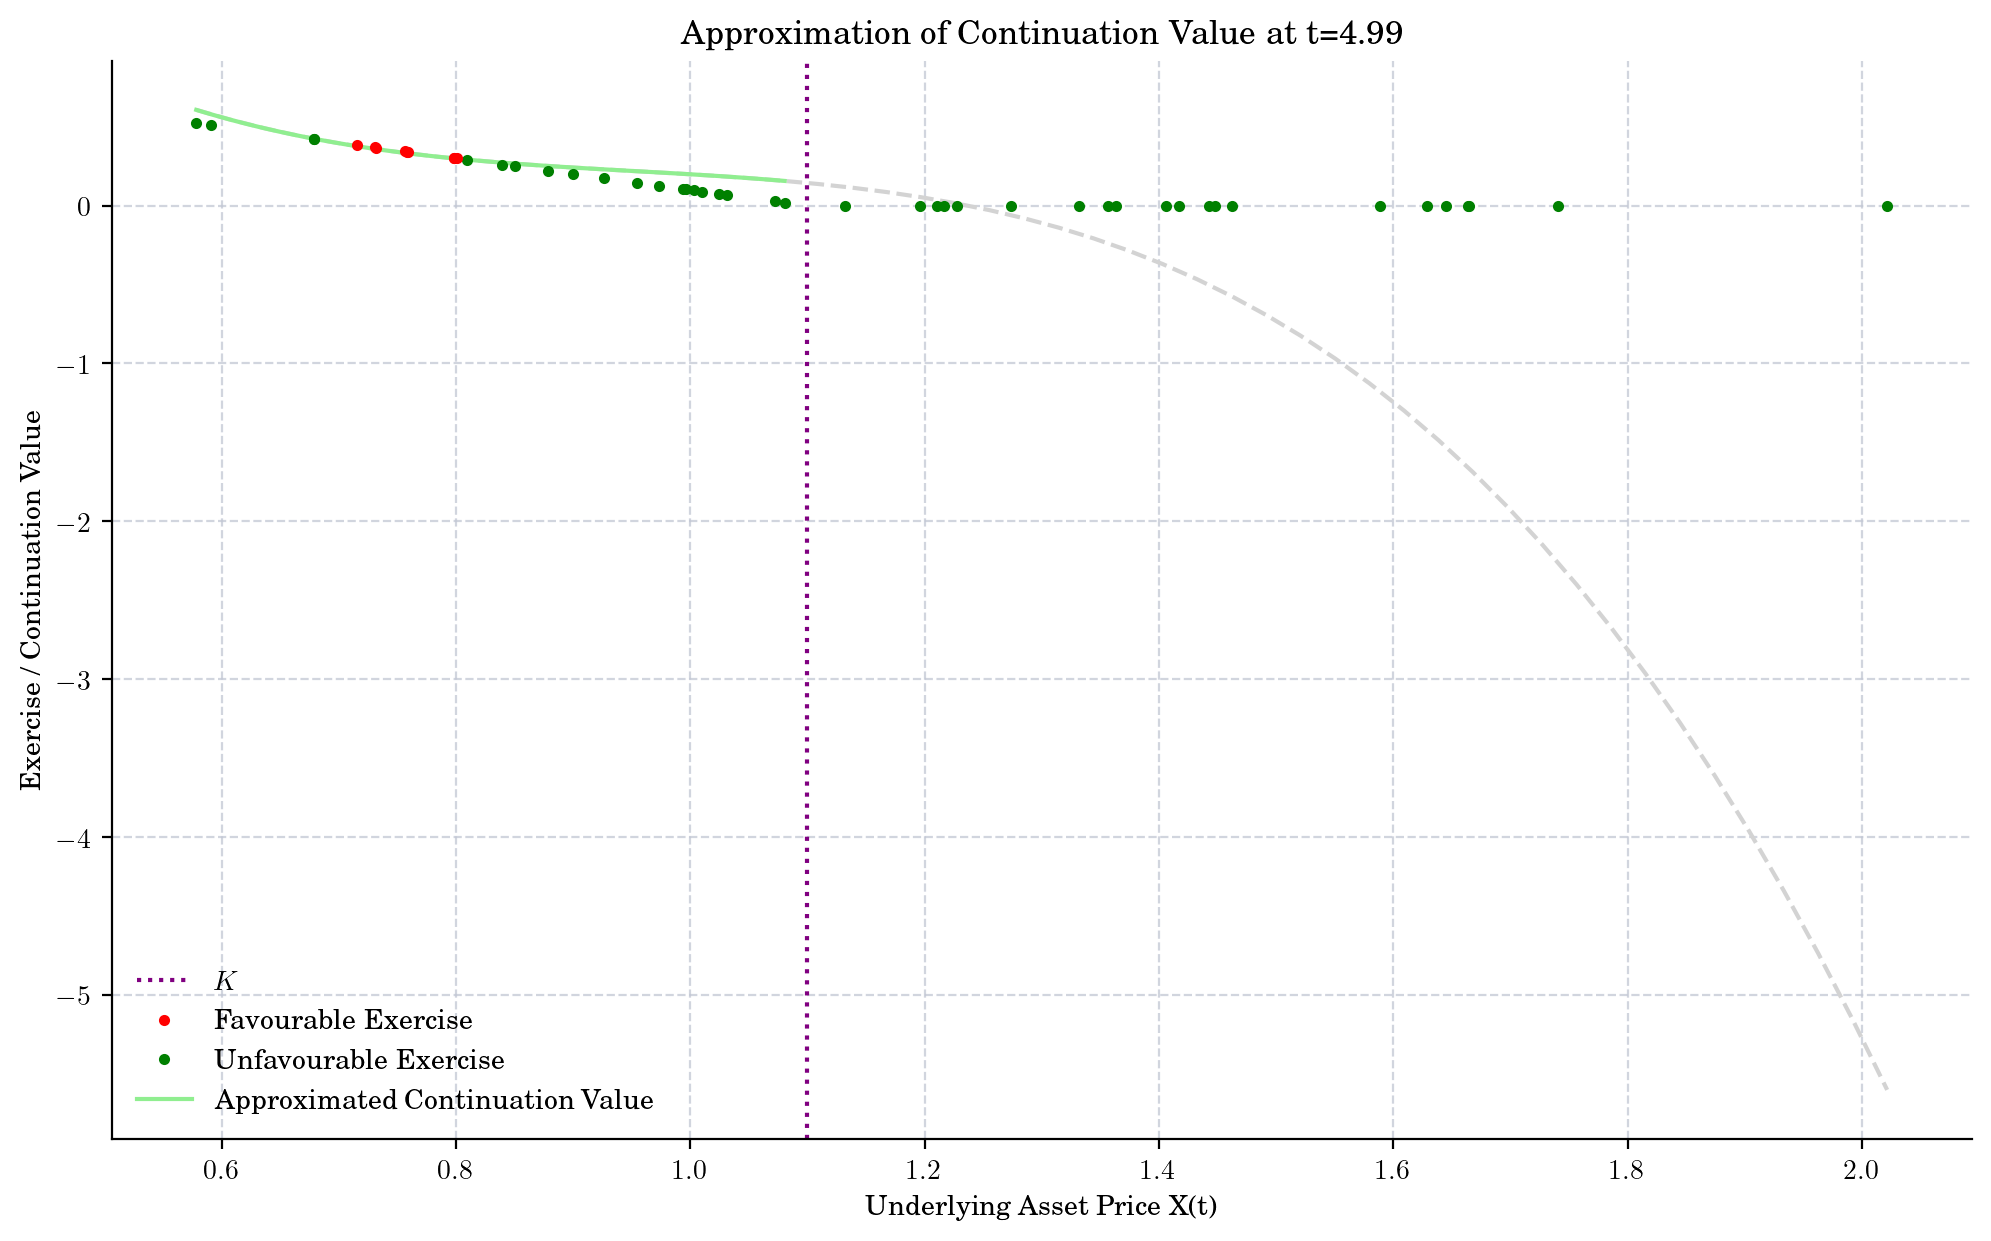 Approximation of Continuation Value at t=4.99
Exercise / Continuation Value
0
−1
−2
−3
−4
−5
K
Favourable Exercise
Unfavourable Exercise
Approximated Continuation Value
0.6 0.8 1.0 1.2 1.4 1.6 1.8 2.0
Underlying Asset Price X(t)